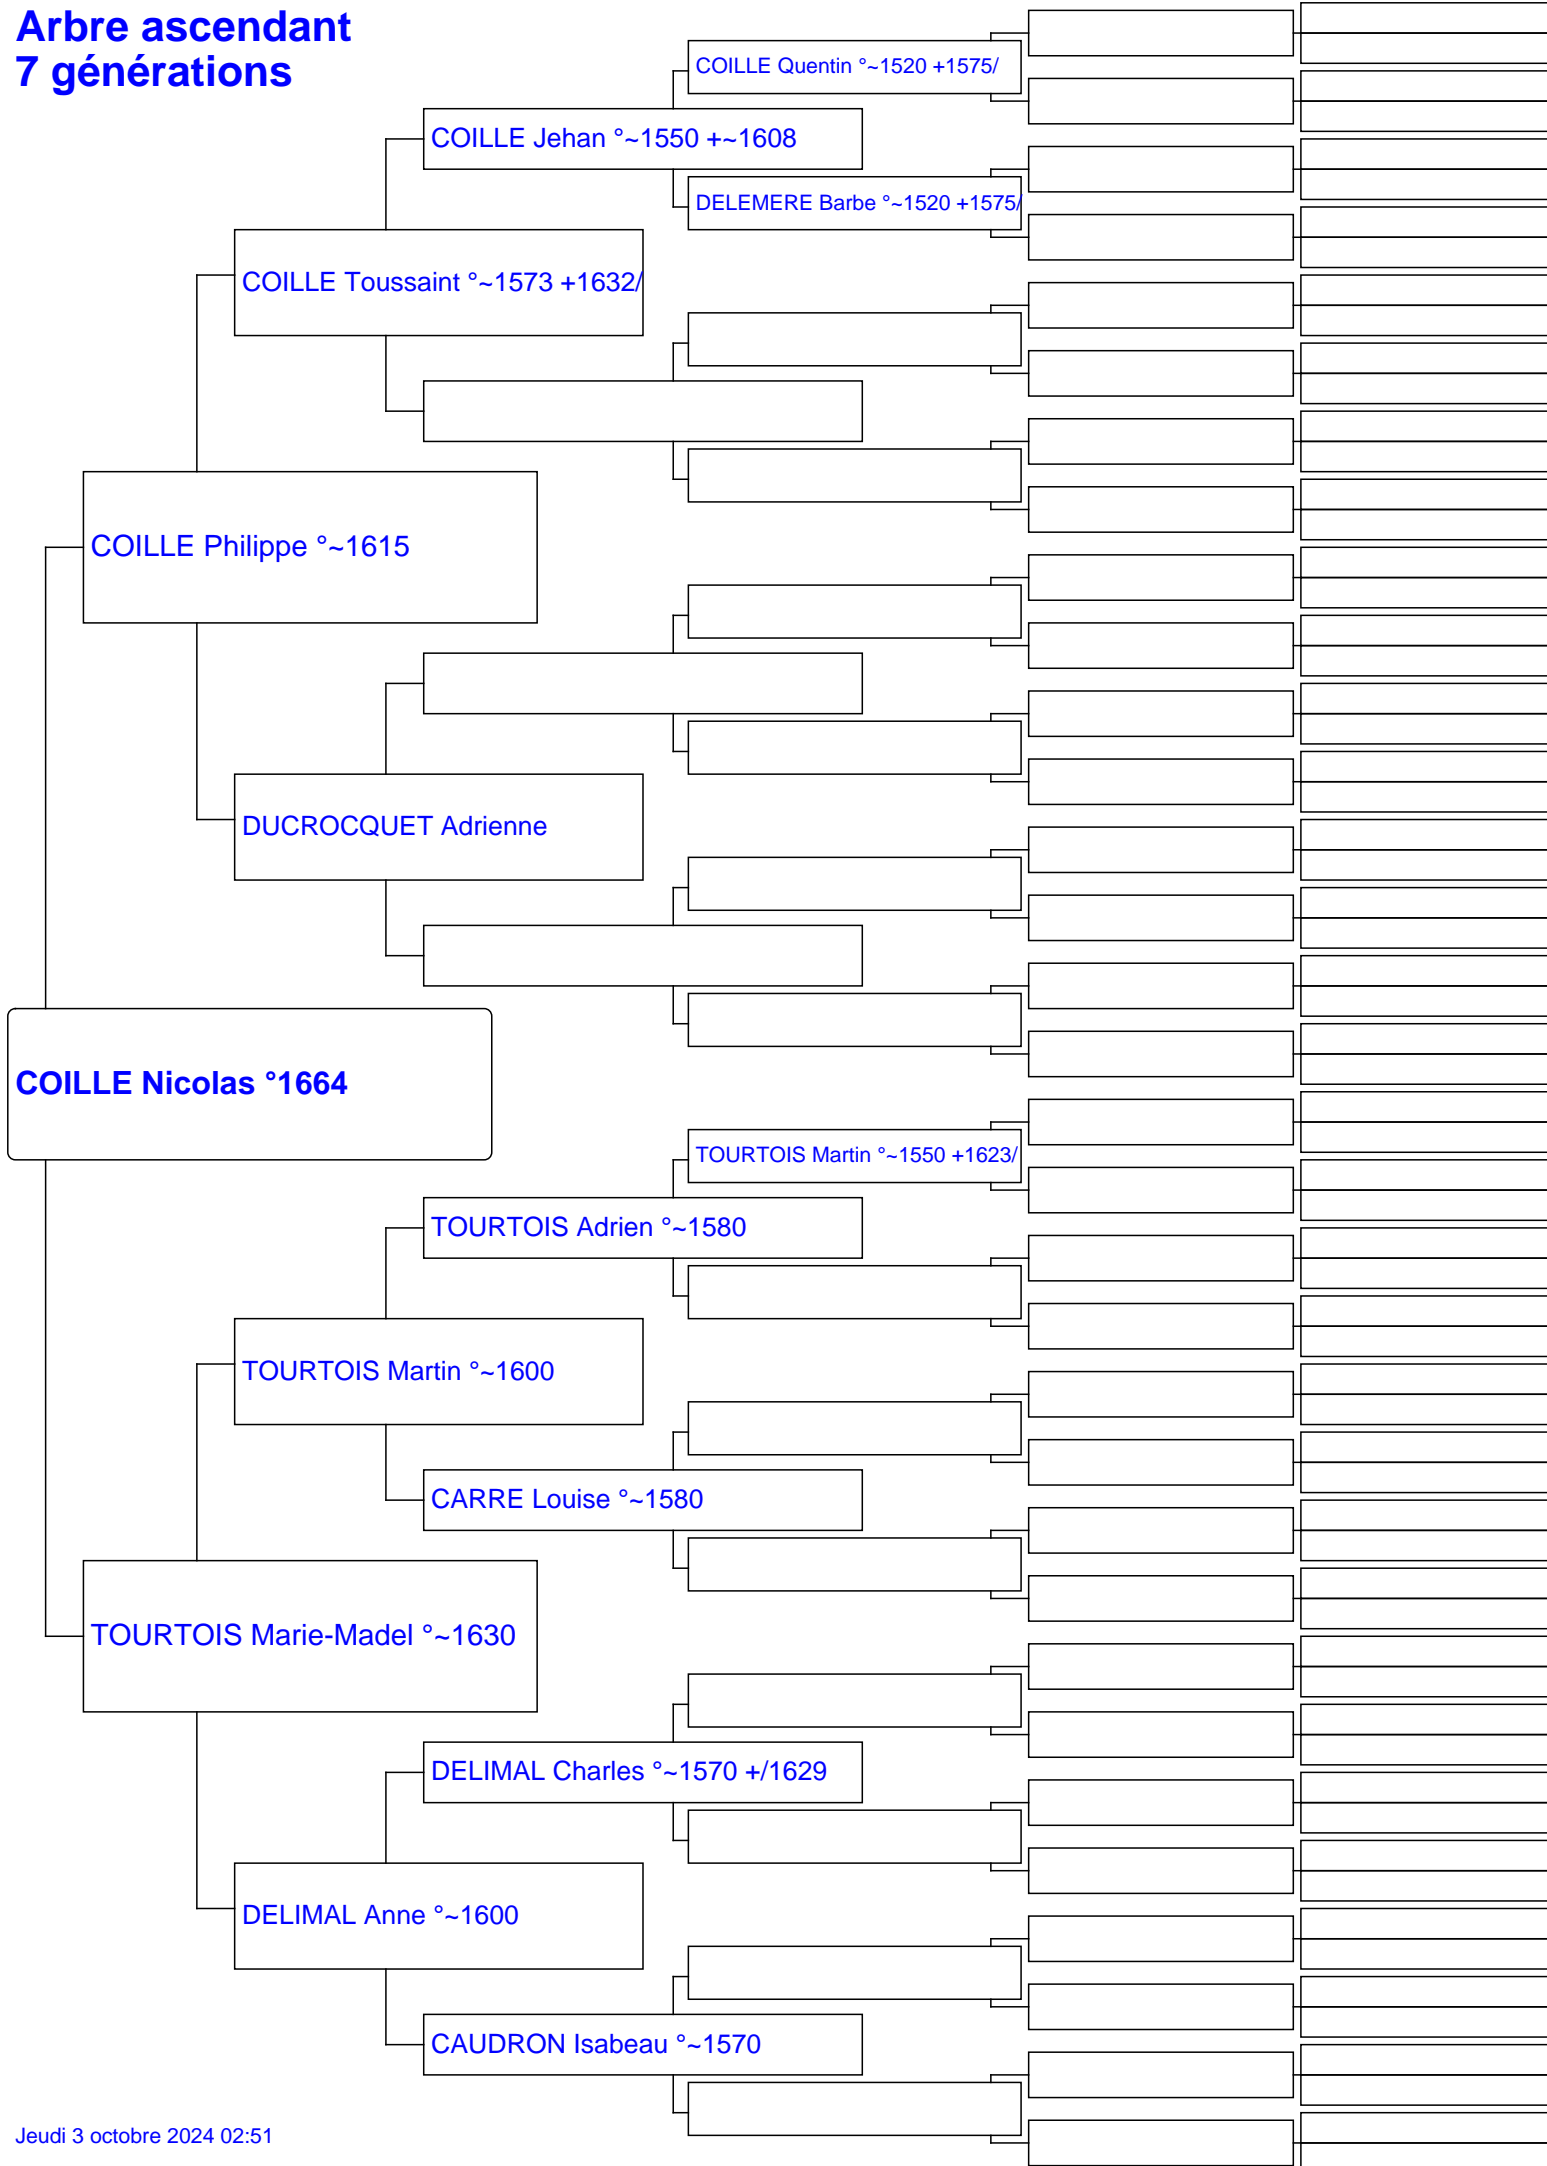 Arbre ascendant
7 générations
COILLE Quentin °~1520 +1575/
COILLE Jehan °~1550 +~1608
DELEMERE Barbe °~1520 +1575/
COILLE Toussaint °~1573 +1632/
COILLE Philippe °~1615
DUCROCQUET Adrienne
COILLE Nicolas °1664
TOURTOIS Martin °~1550 +1623/
TOURTOIS Adrien °~1580
TOURTOIS Martin °~1600
CARRE Louise °~1580
TOURTOIS Marie-Madel °~1630
DELIMAL Charles °~1570 +/1629
DELIMAL Anne °~1600
CAUDRON Isabeau °~1570
Jeudi 3 octobre 2024 02:51